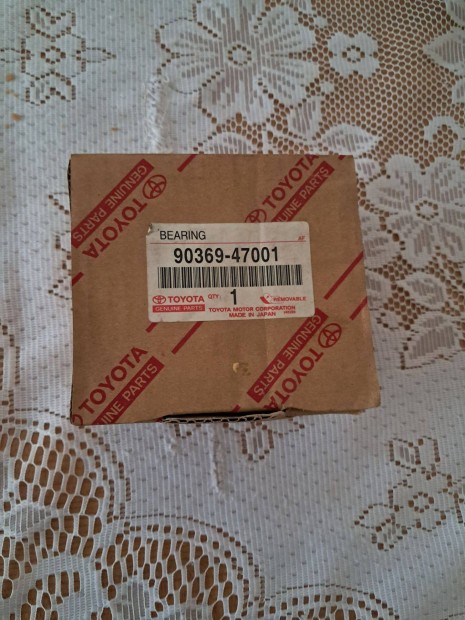 TOYOTA
GENUINE PARTS
TOYOTA
GENUINE PARTS
BEARING
90369-47001
TOYOTA QTY. 1 REMOVABLE
GENUINE PARTS
TOYOTA MOTOR CORPORATION
MADE IN JAPAN
TOYOTA
GENUINE PARTS
TOYOTA
UINE PARTS